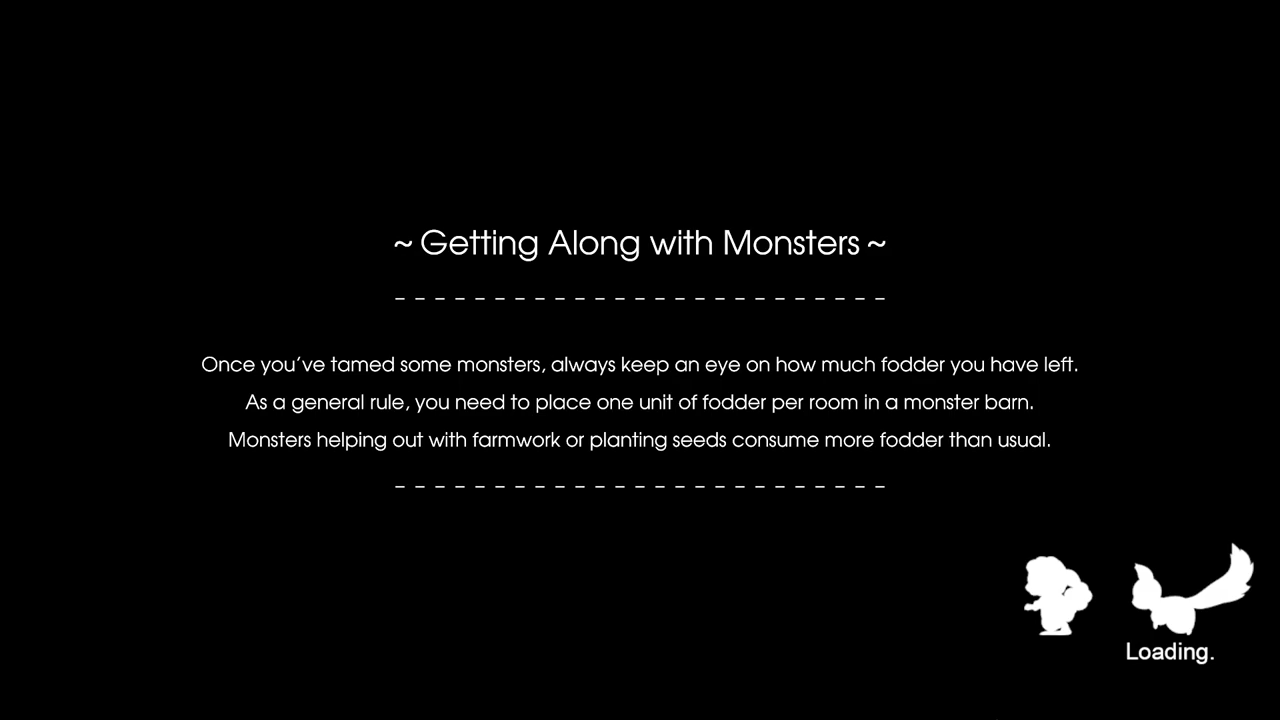 ~ Getting Along with Monsters ~
Once you've tamed some monsters, always keep an eye on how much fodder you have left.
As a general rule, you need to place one unit of fodder per room in a monster barn.
Monsters helping out with farmwork or planting seeds consume more fodder than usual.
Loading.